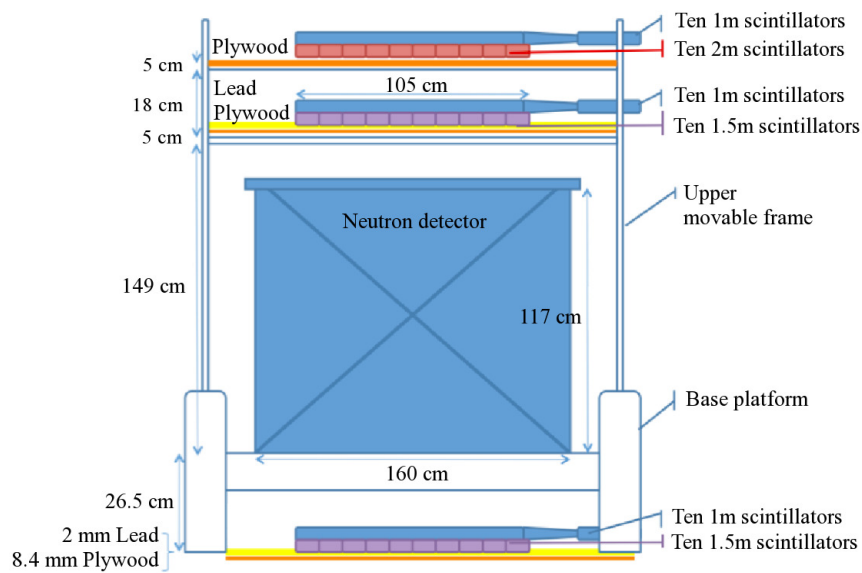 Ten 1m scintillators
Plywood
Ten 2m scintillators
5 cm
Lead
105 cm
Ten 1m scintillators
18 cm
Plywood
Ten 1.5m scintillators
5 cm
Upper
movable frame
Neutron detector
149 cm
117 cm
Base platform
160 cm
26.5 cm
Ten 1m scintillators
2 mm Lead
Ten 1.5m scintillators
8.4 mm Plywood